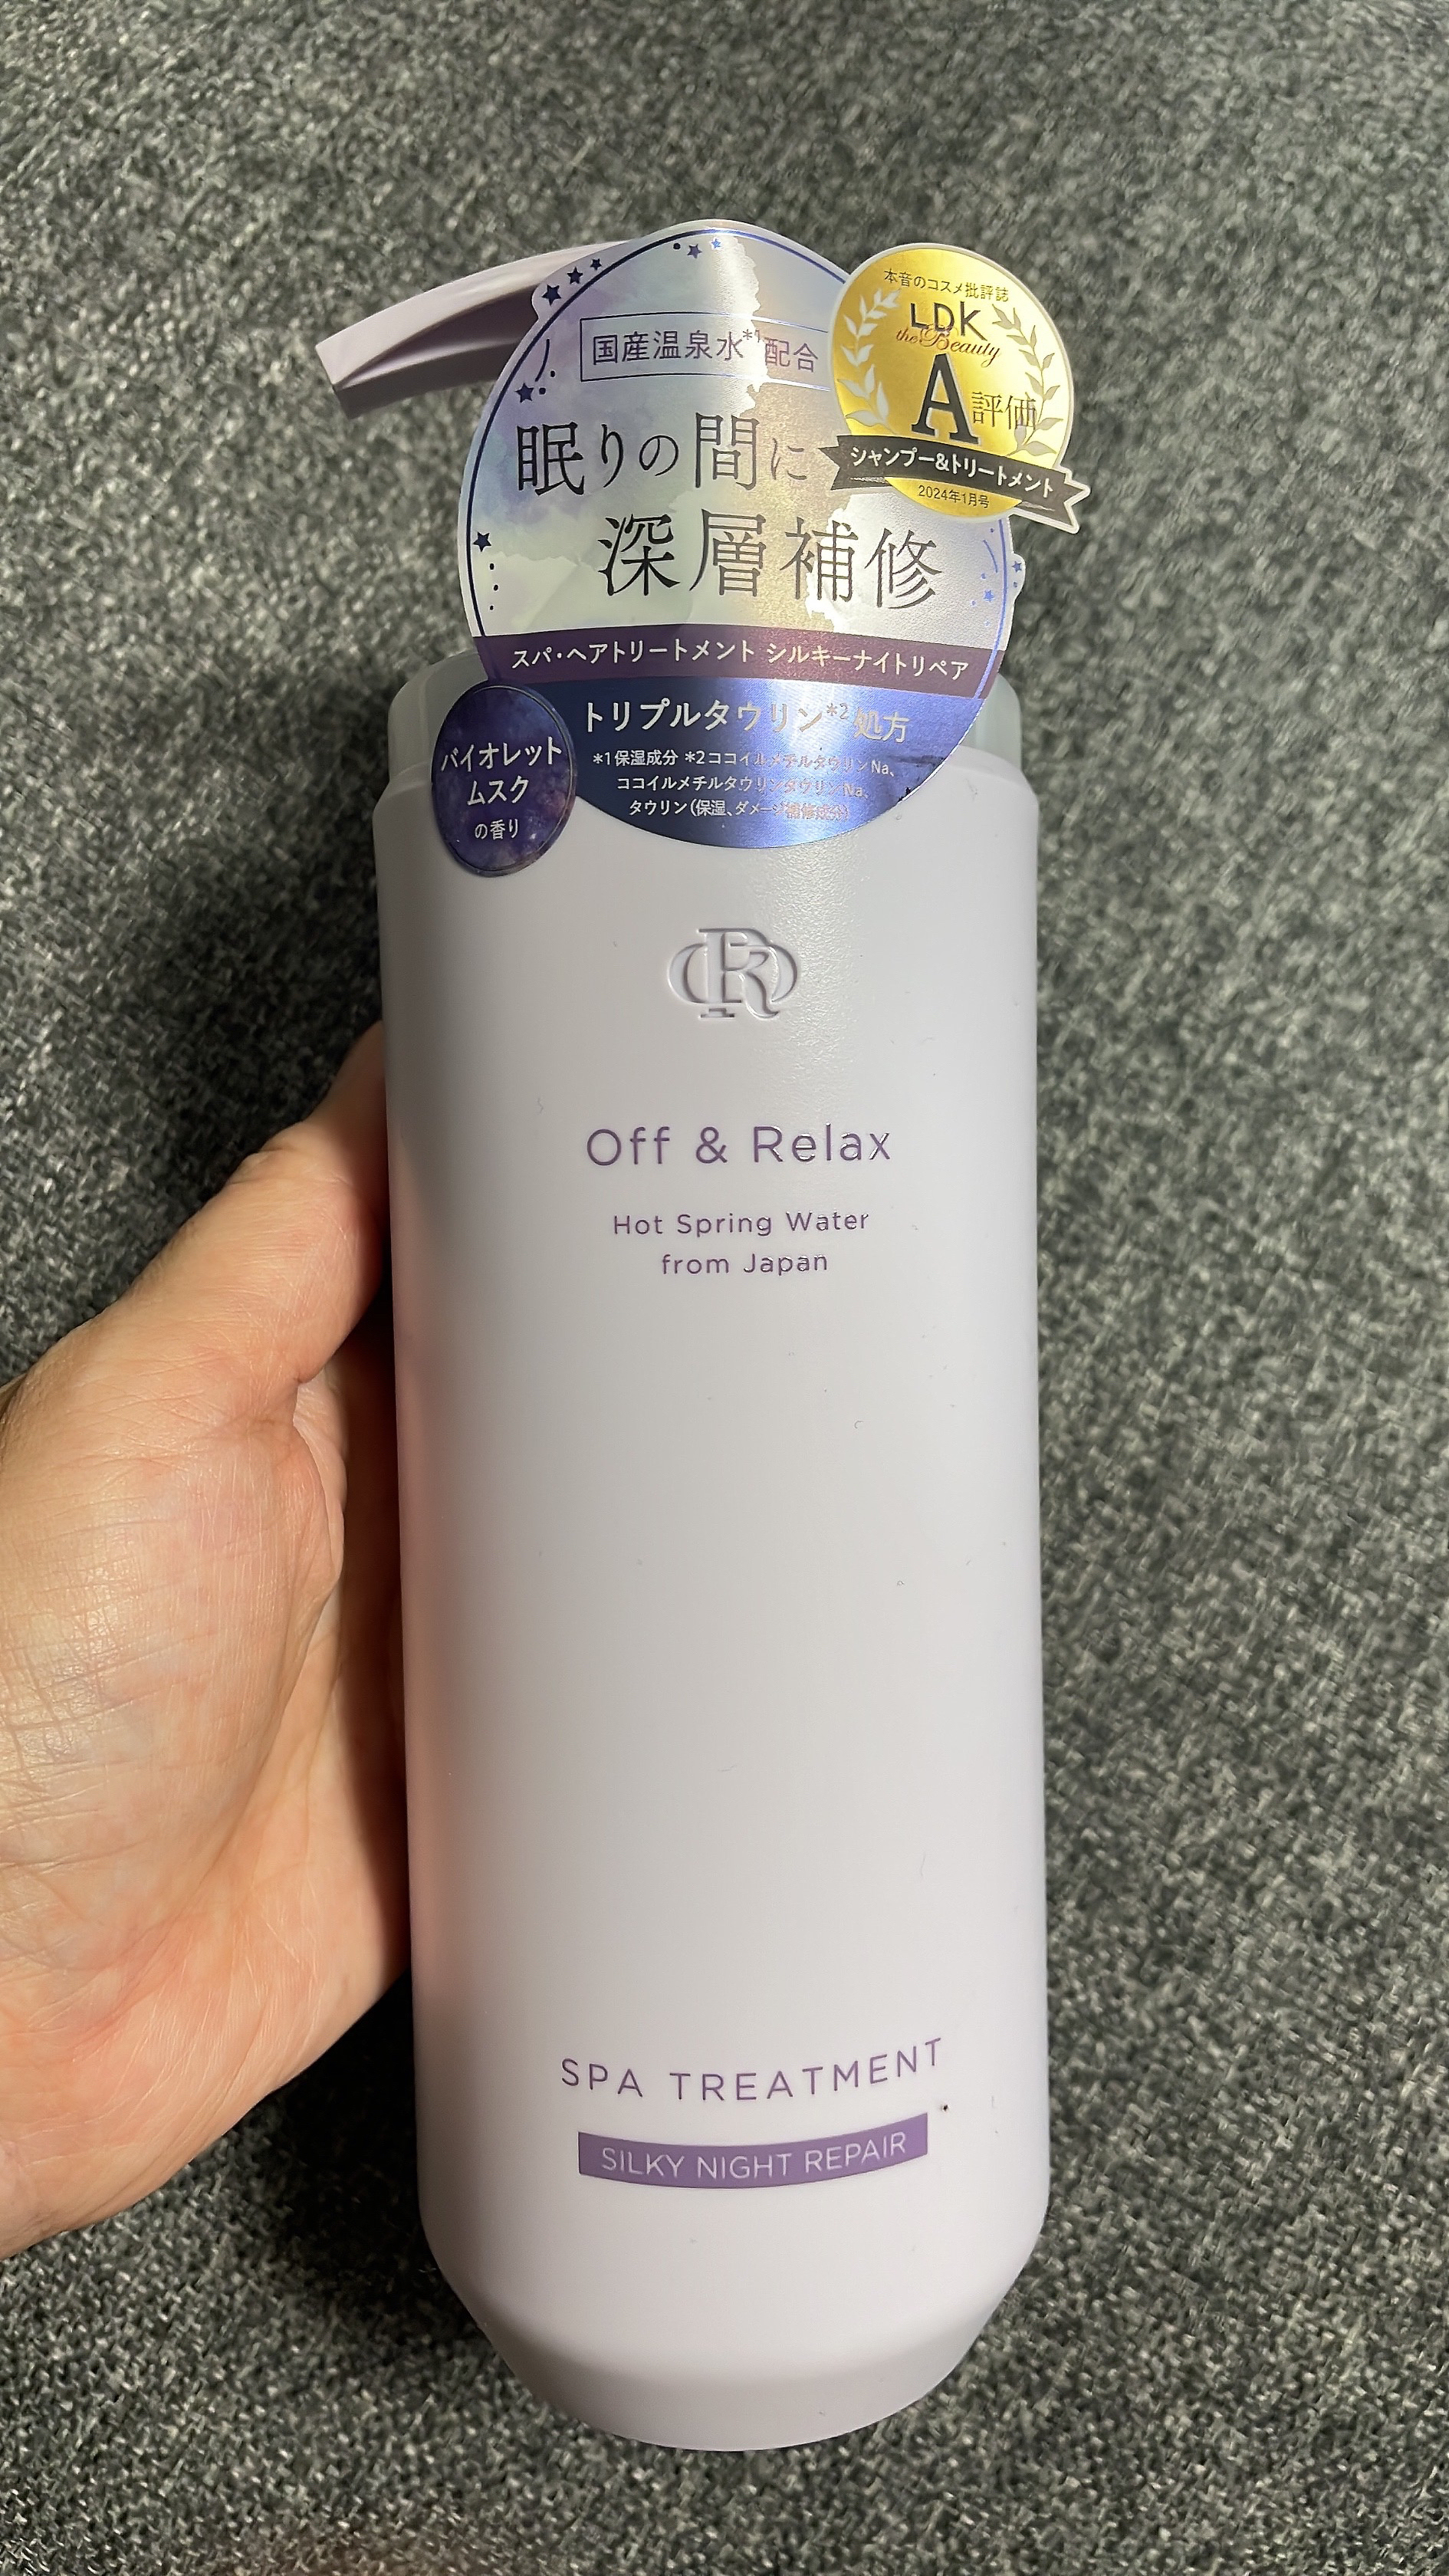 本音のコスメ批評誌
LDK
the Beauty
A評価
シャンプー&トリートメント
2024年1月号
国産温泉水*1配合
眠りの間に
深層補修
スパ・ヘアトリートメント シルキーナイトリペア
トリプルタウリン*2処方
*1保湿成分 *2ココイルメチルタウリンNa、
ココイルメチルタウリンタウリンNa、
タウリン(保湿、ダメージ補修成分)
バイオレット
ムスク
の香り
OR
Off & Relax
Hot Spring Water
from Japan
SPA TREATMENT
SILKY NIGHT REPAIR